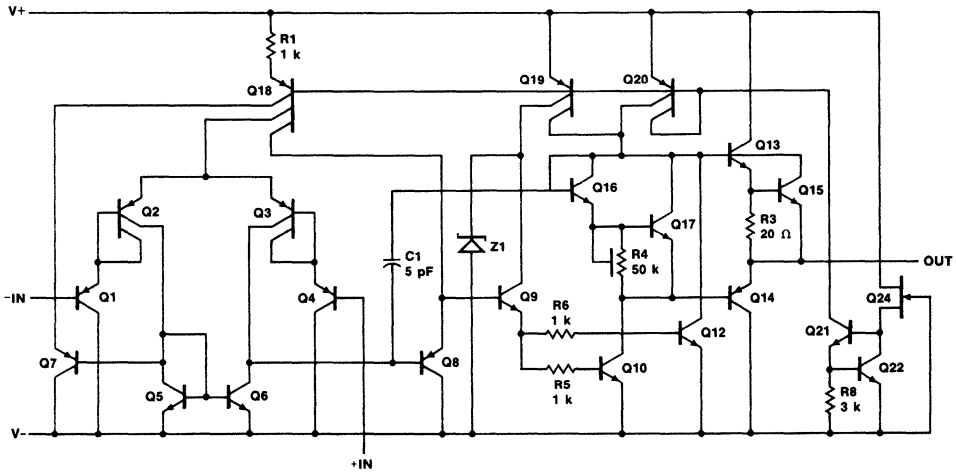 V+
R1
1 k
Q18
Q19
Q20
Q13
Q15
Q16
Q17
R3
20 Ω
Q2
Q3
C1
5 pF
Z1
R4
50 k
OUT
-IN
Q1
Q4
Q9
Q14
Q24
R6
1 k
Q12
Q21
Q7
Q8
Q22
Q5
Q6
R5
1 k
Q10
R8
3 k
V-
+IN